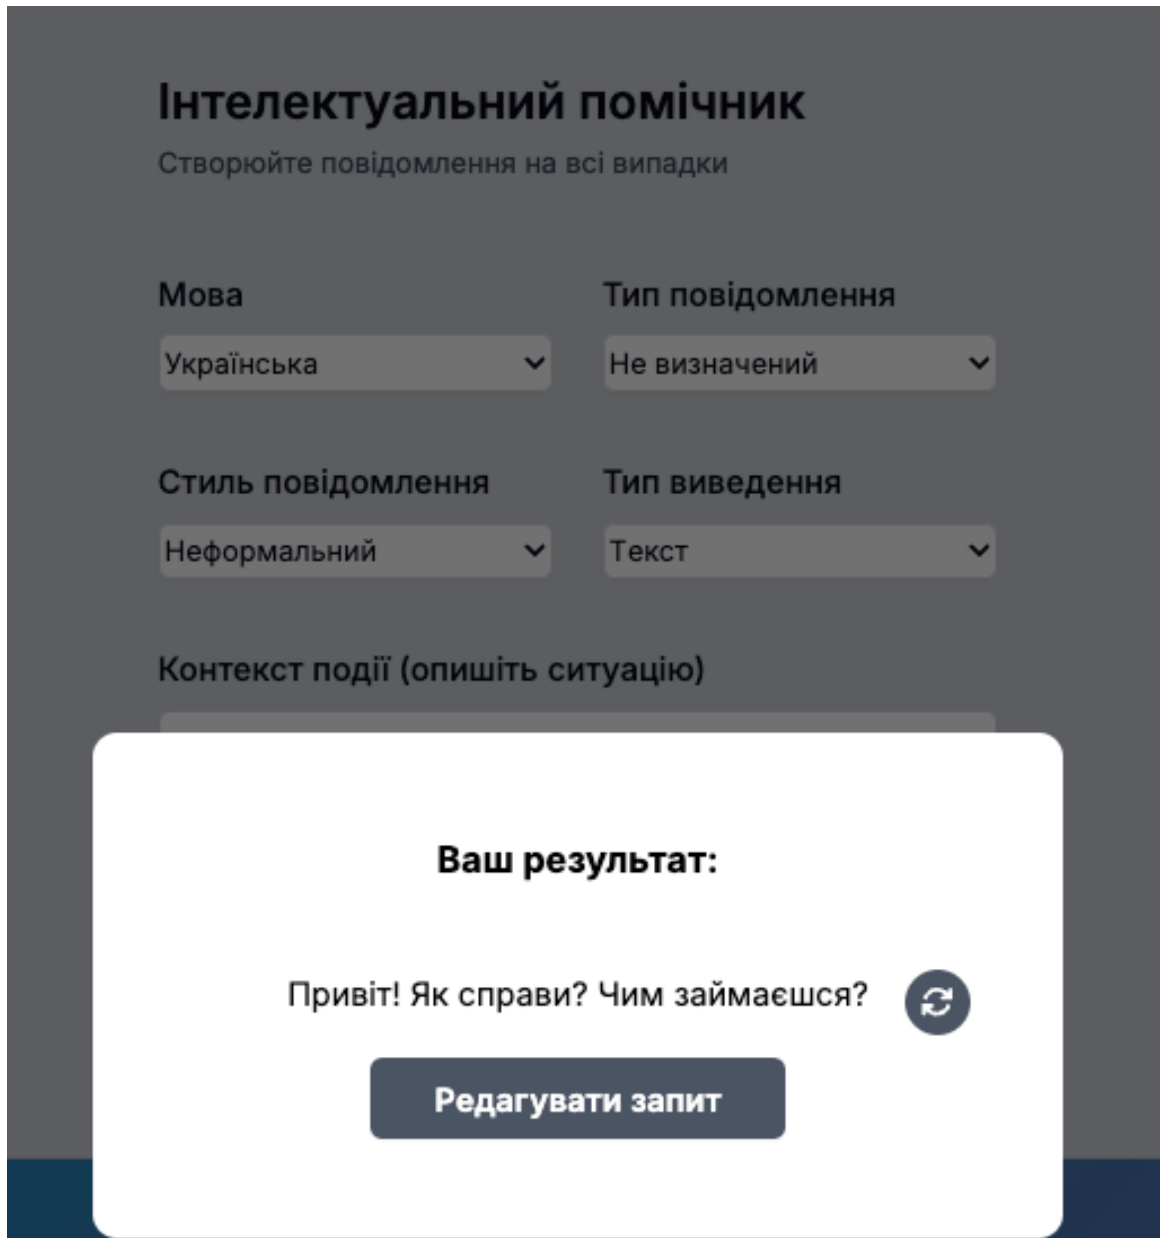 Інтелектуальний помічник
Створюйте повідомлення на всі випадки
Мова
Тип повідомлення
Українська
Не визначений
Стиль повідомлення
Тип виведення
Неформальний
Текст
Контекст події (опишіть ситуацію)
Ваш результат:
Привіт! Як справи? Чим займаєшся?
Редагувати запит